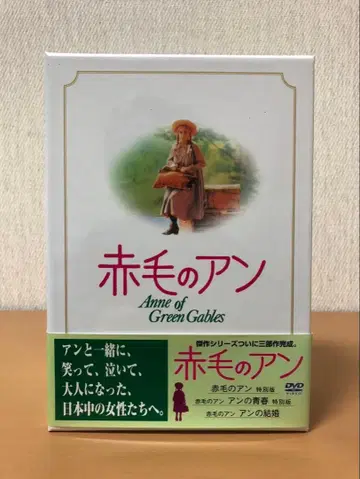 赤毛のアン
Anne of
Green Gables
アンと一緒に、
笑って、泣いて、
大人になった、
日本中の女性たちへ。
傑作シリーズついに三部作完成。
赤毛のアン
赤毛のアン 特別版
赤毛のアン アンの青春 特別版
赤毛のアン アンの結婚
DVD
VIDEO